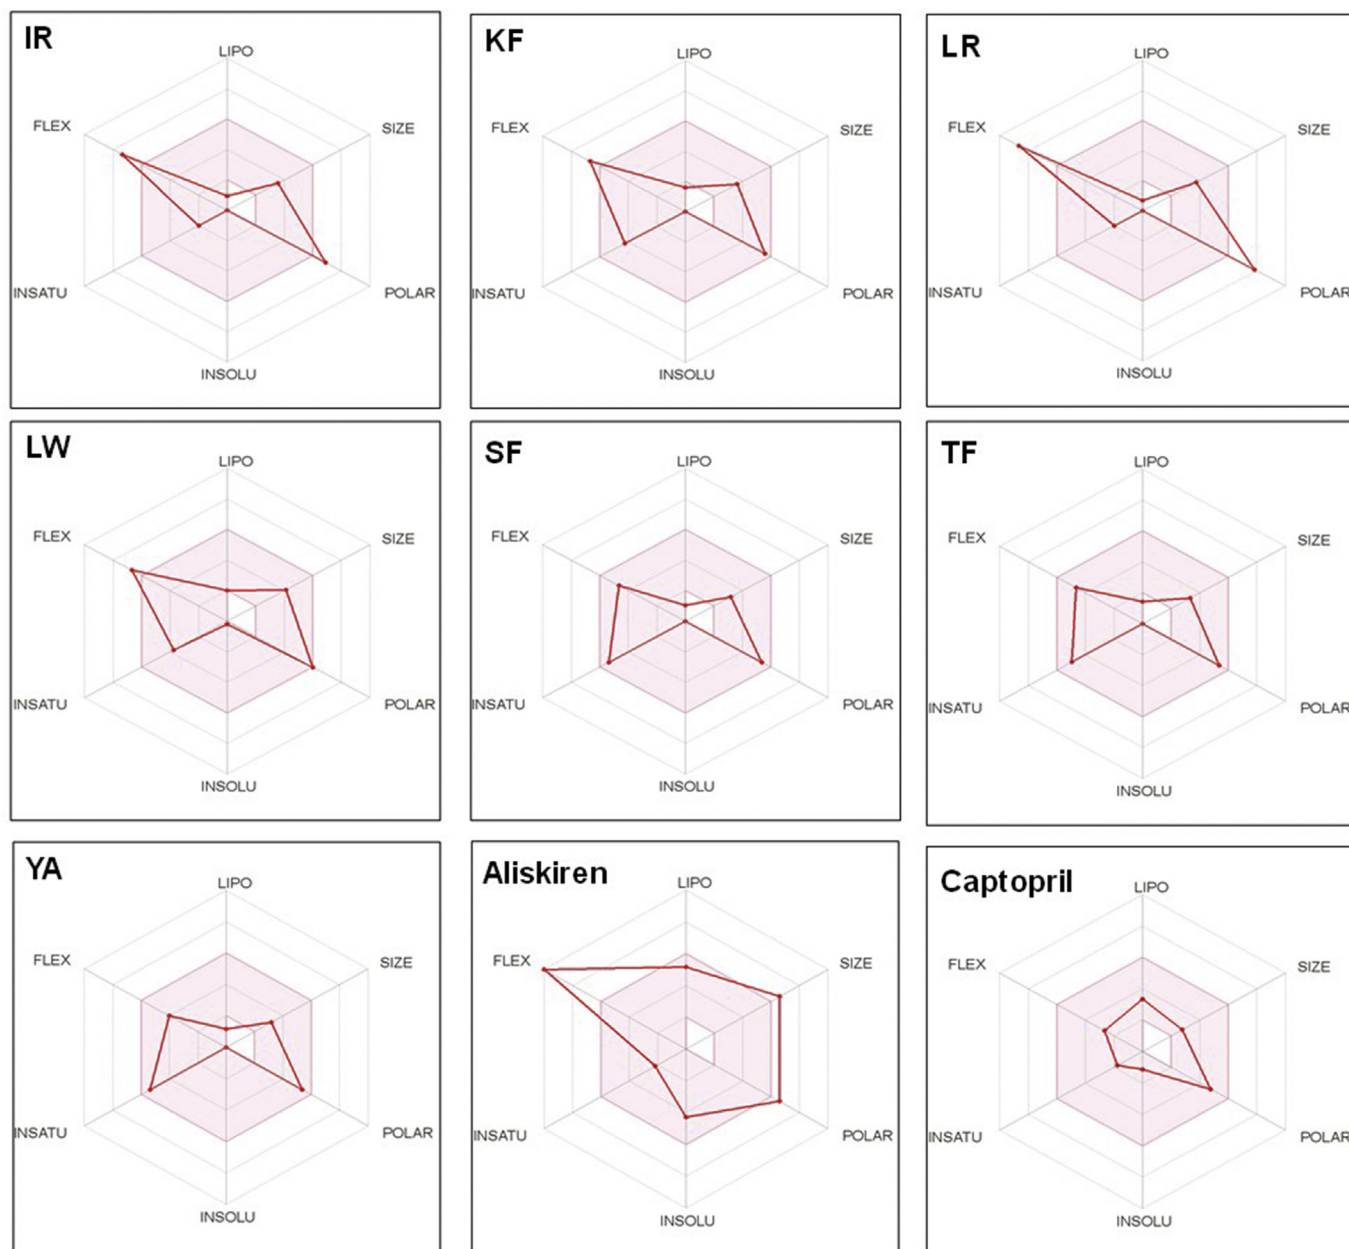 IR
LIPO
FLEX
SIZE
INSATU
POLAR
INSOLU
KF
LIPO
FLEX
SIZE
INSATU
POLAR
INSOLU
LR
LIPO
FLEX
SIZE
INSATU
POLAR
INSOLU
LW
LIPO
FLEX
SIZE
INSATU
POLAR
INSOLU
SF
LIPO
FLEX
SIZE
INSATU
POLAR
INSOLU
TF
LIPO
FLEX
SIZE
INSATU
POLAR
INSOLU
YA
LIPO
FLEX
SIZE
INSATU
POLAR
INSOLU
Aliskiren
LIPO
FLEX
SIZE
INSATU
POLAR
INSOLU
Captopril
LIPO
FLEX
SIZE
INSATU
POLAR
INSOLU